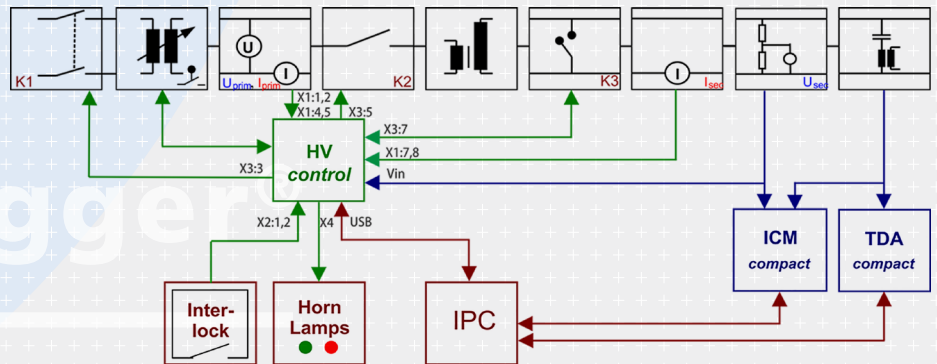 U
I
K1
Uprim, Iprim
K2
K3
I
Isec
Usec
X1:1,2
X1:4,5
X3:5
X3:7
HV
control
X1:7,8
X3:3
Vin
gger®
X2:1,2
X4
USB
ICM
compact
TDA
compact
Inter-
lock
Horn
Lamps
IPC